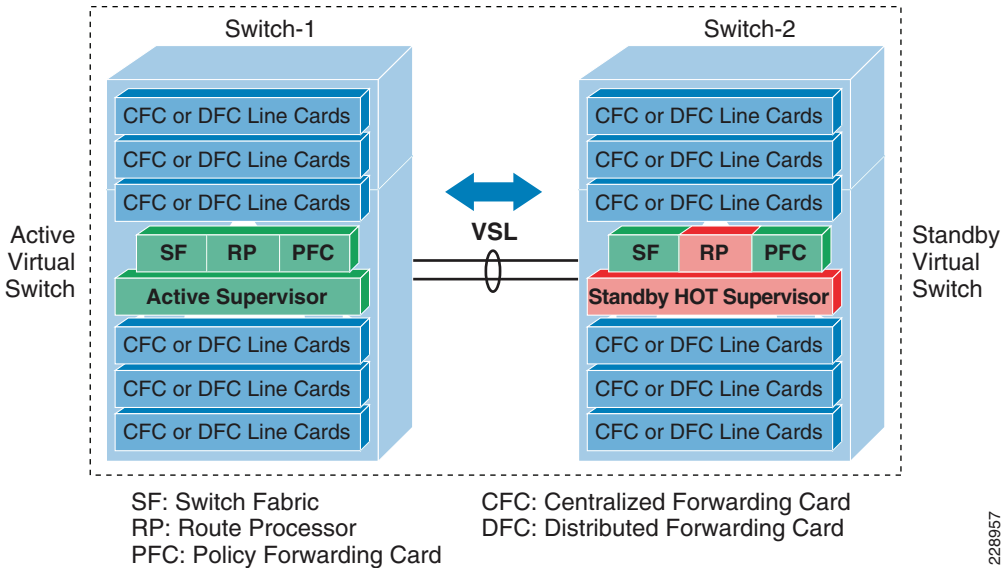 Switch-1
Switch-2
CFC or DFC Line Cards
CFC or DFC Line Cards
CFC or DFC Line Cards
SF RP PFC
Active Supervisor
CFC or DFC Line Cards
CFC or DFC Line Cards
CFC or DFC Line Cards
Active
Virtual
Switch
VSL
CFC or DFC Line Cards
CFC or DFC Line Cards
CFC or DFC Line Cards
SF RP PFC
Standby HOT Supervisor
CFC or DFC Line Cards
CFC or DFC Line Cards
CFC or DFC Line Cards
Standby
Virtual
Switch
SF: Switch Fabric
RP: Route Processor
PFC: Policy Forwarding Card
CFC: Centralized Forwarding Card
DFC: Distributed Forwarding Card
228957